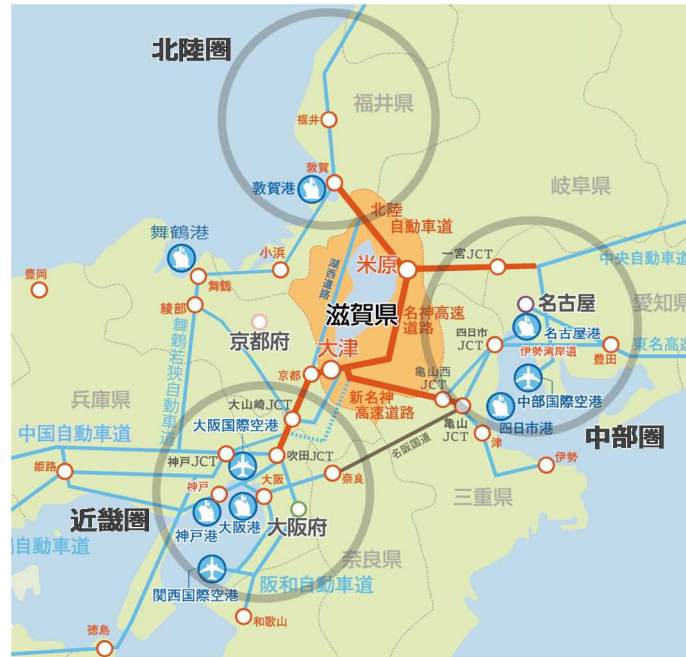 北陸圏
福井県
福井
敦賀
敦賀港
岐阜県
北陸
自動車道
舞鶴港
小浜
舞鶴
豊岡
綾部
湖西道路
米原
一宮JCT
中央自動車道
名古屋
愛知県
滋賀県
名神高速
道路
京都府
四日市
JCT
名古屋港
伊勢湾岸道
豊田
東名高速
大津
京都
舞鶴若狭自動車道
亀山西
JCT
中部国際空港
新名神
高速道路
兵庫県
大山崎JCT
大阪国際空港
四日市港
亀山
JCT
中部圏
中国自動車道
神戸JCT
吹田JCT
名阪国道
津
伊勢
姫路
大阪
奈良
神戸
三重県
近畿圏
神戸港
大阪港
大阪府
奈良県
自動車道
関西国際空港
阪和自動車道
和歌山
徳島